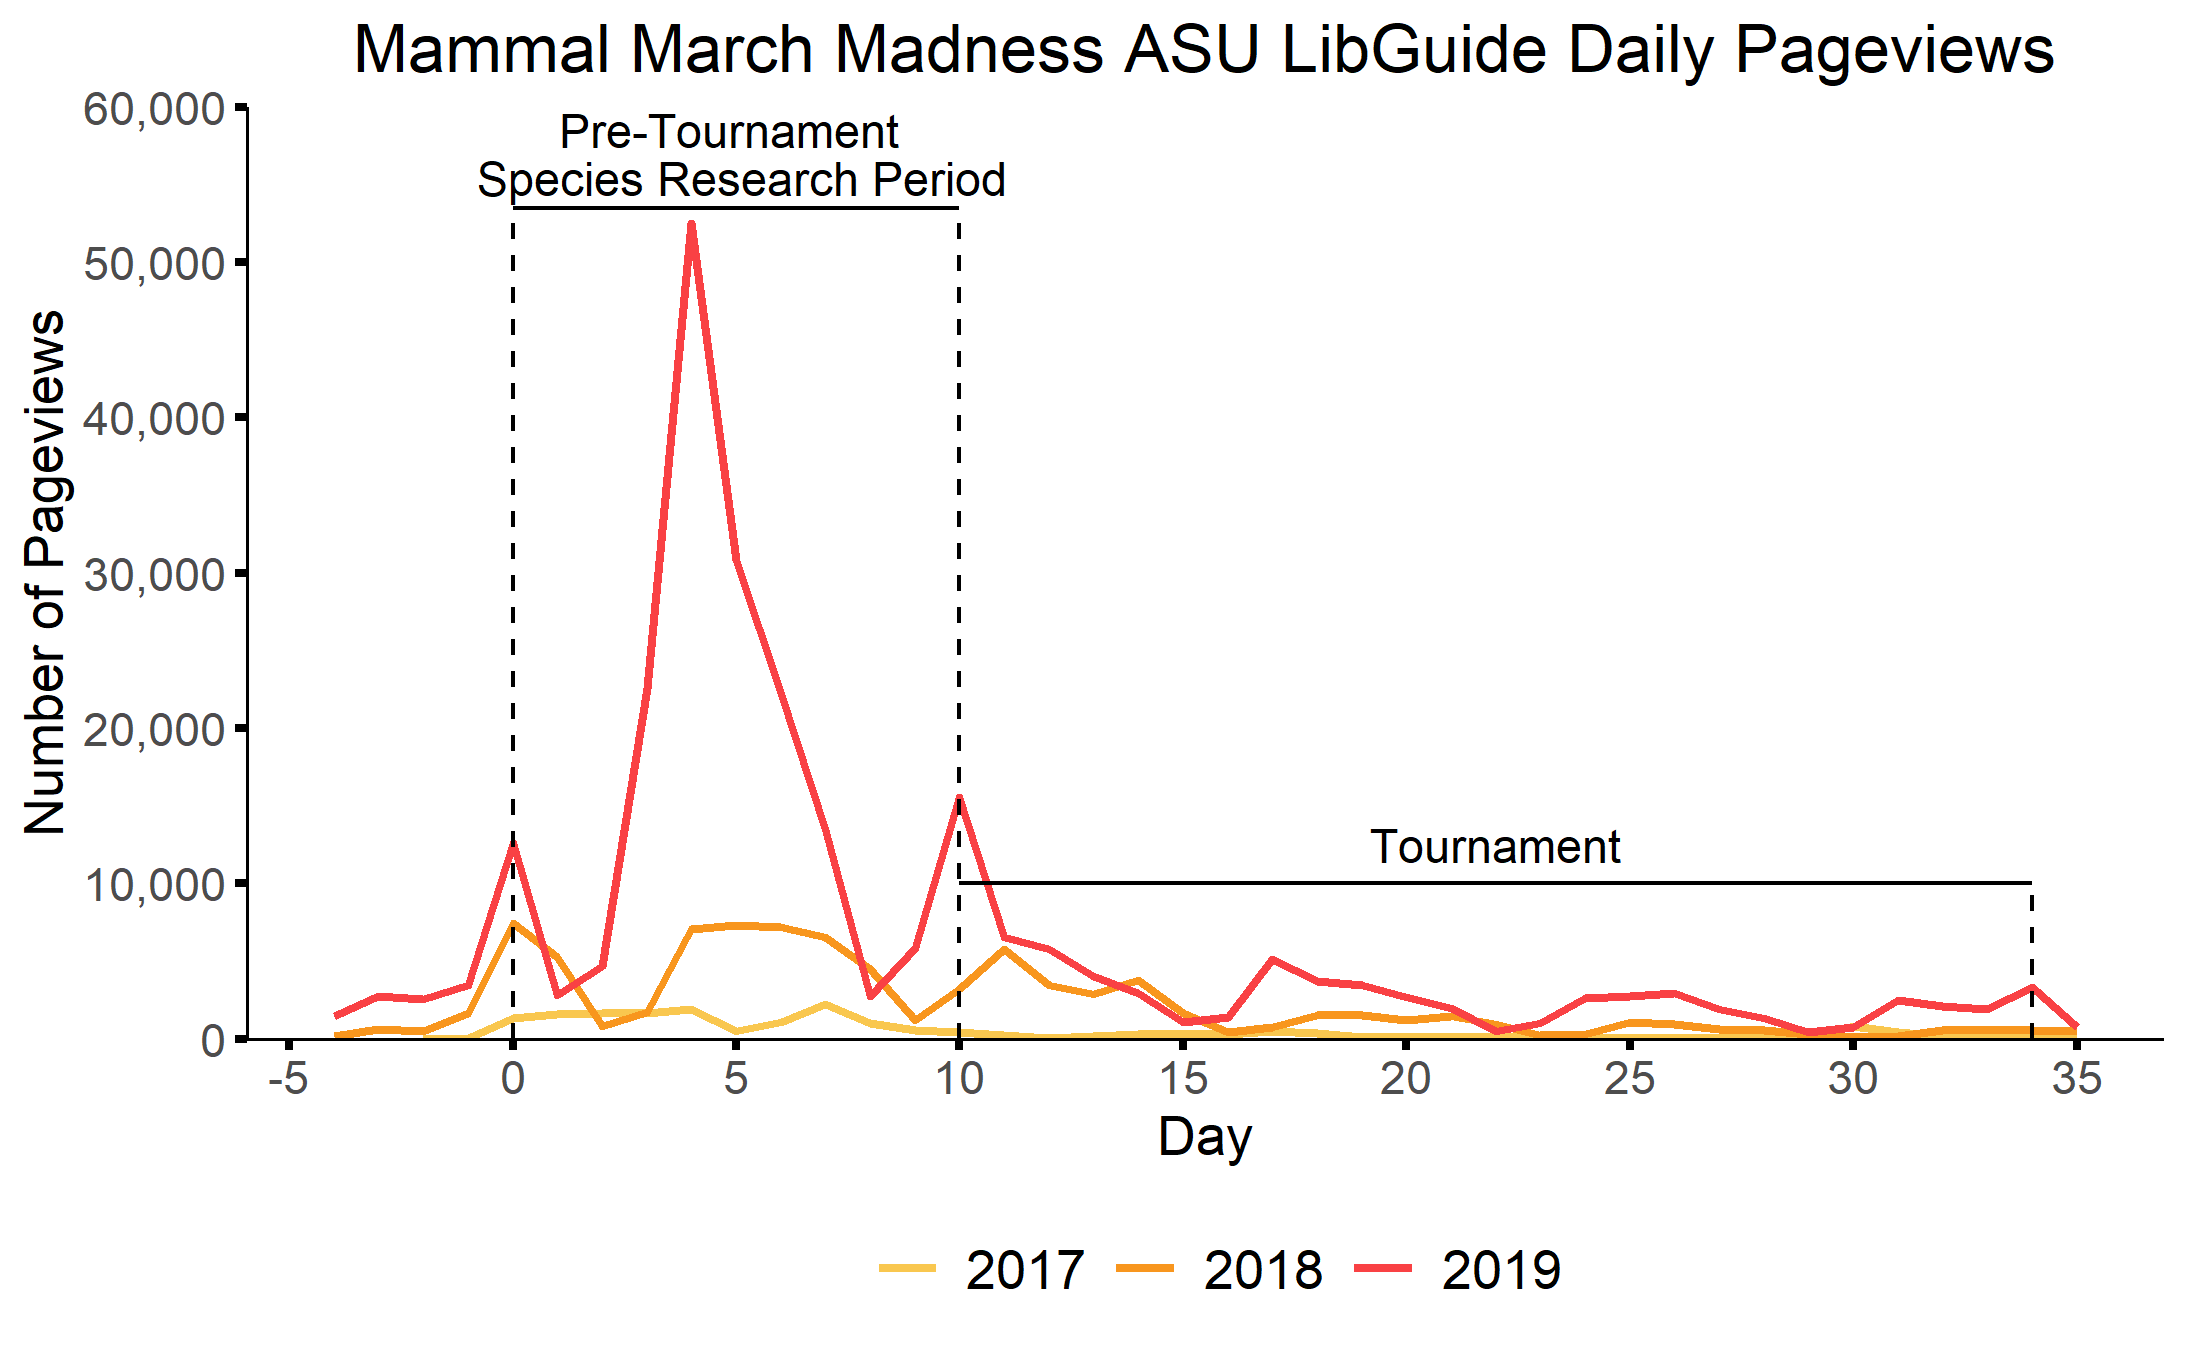 Mammal March Madness ASU LibGuide Daily Pageviews
60,000
50,000
40,000
30,000
20,000
10,000
0
Number of Pageviews
Pre-Tournament
Species Research Period
Tournament
-5 0 5 10 15 20 25 30 35
Day
2017 2018 2019